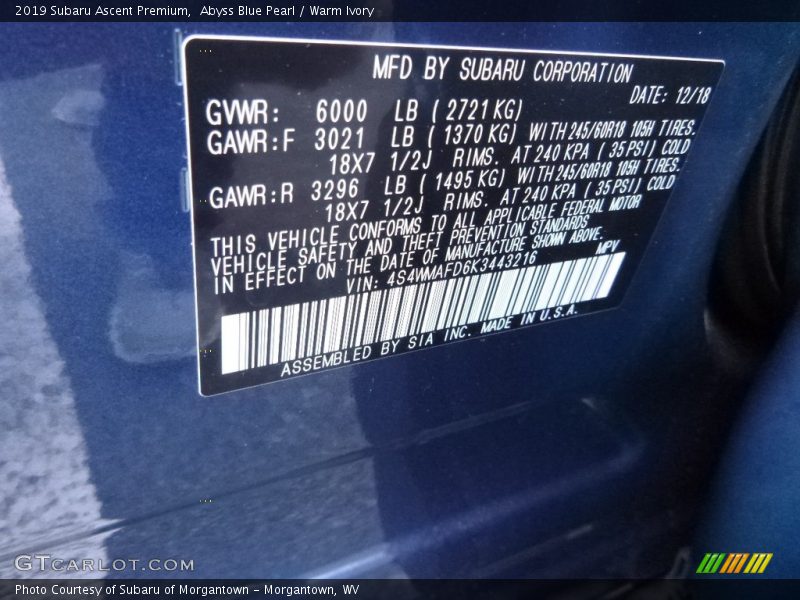 2019 Subaru Ascent Premium,  Abyss Blue Pearl / Warm Ivory
MFD BY SUBARU CORPORATION
DATE: 12/18
GVWR: 6000 LB (2721 KG)
GAWR:F 3021 LB (1370 KG) WITH 245/60R18 105H TIRES.
18X7 1/2J RIMS. AT 240 KPA (35 PSI) COLD
GAWR:R 3296 LB (1495 KG) WITH 245/60R18 105H TIRES.
18X7 1/2J RIMS. AT 240 KPA (35 PSI) COLD
THIS VEHICLE CONFORMS TO ALL APPLICABLE FEDERAL MOTOR
VEHICLE SAFETY AND THEFT PREVENTION STANDARDS
IN EFFECT ON THE DATE OF MANUFACTURE SHOWN ABOVE.
VIN: 4S4WMAFD6K3443216 MPV
ASSEMBLED BY SIA INC. MADE IN U.S.A.
GTCARLOT.COM
Photo Courtesy of Subaru of Morgantown - Morgantown, WV